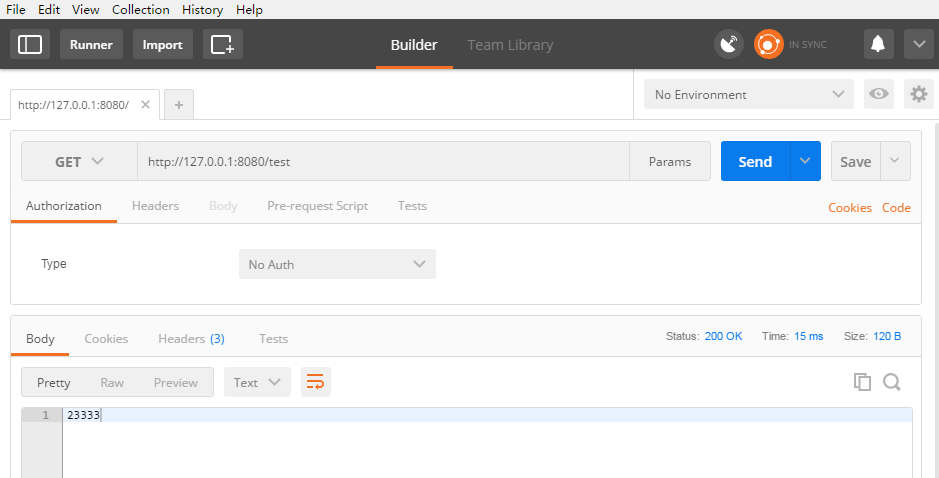 File Edit View Collection History Help
Runner Import Builder Team Library IN SYNC
http://127.0.0.1:8080/ No Environment
GET http://127.0.0.1:8080/test Params Send Save
Authorization Headers Body Pre-request Script Tests Cookies Code
Type No Auth
Body Cookies Headers (3) Tests Status: 200 OK Time: 15 ms Size: 120 B
Pretty Raw Preview Text
1 23333